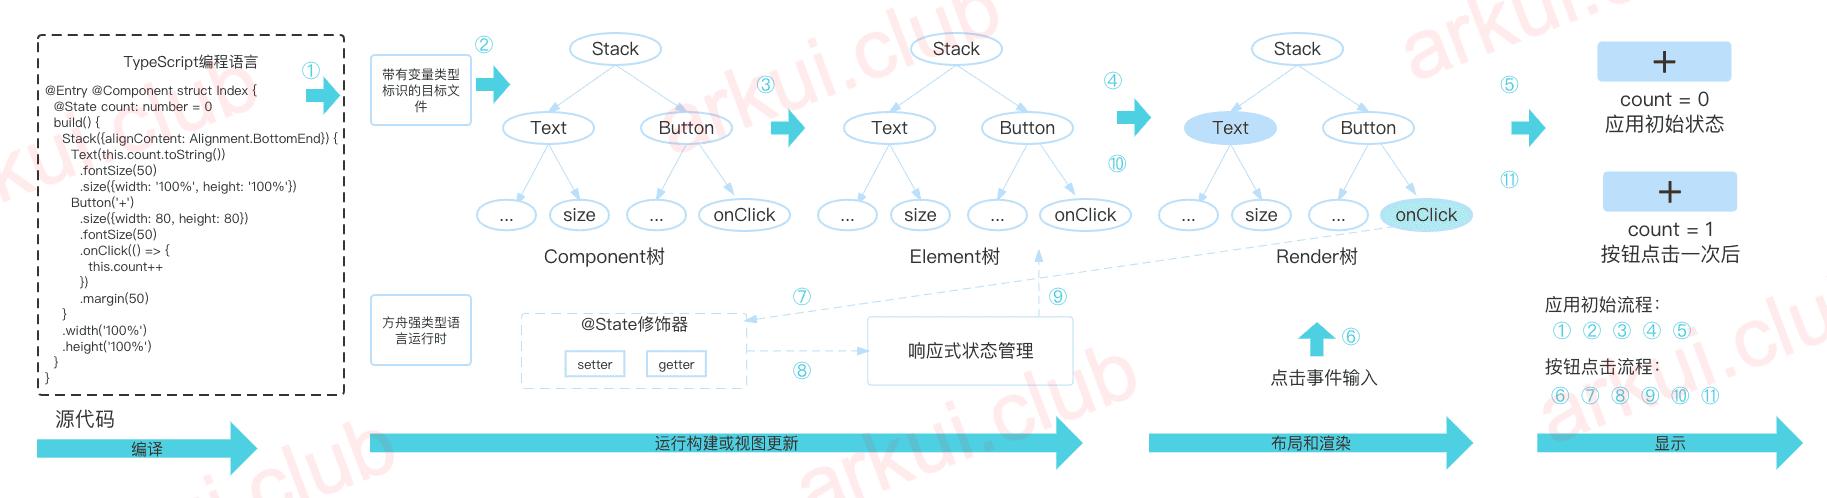 TypeScript编程语言
@Entry @Component struct Index {
@State count: number = 0
build() {
Stack({alignContent: Alignment.BottomEnd}) {
Text(this.count.toString())
.fontSize(50)
.size({width: '100%', height: '100%'})
Button('+')
.size({width: 80, height: 80})
.fontSize(50)
.onClick(() => {
this.count++
})
.margin(50)
}
.width('100%')
.height('100%')
}
}
源代码
编译
①
带有变量类型
标识的目标文
件
②
方舟强类型语
言运行时
Stack
Text
Button
...
size
...
onClick
Component树
③
Stack
Text
Button
...
size
...
onClick
Element树
④
⑩
Stack
Text
Button
...
size
...
onClick
Render树
⑤
⑪
⑦
@State修饰器
setter
getter
⑧
响应式状态管理
⑨
⑥
点击事件输入
运行构建或视图更新
布局和渲染
+
count = 0
应用初始状态
+
count = 1
按钮点击一次后
应用初始流程：
① ② ③ ④ ⑤
按钮点击流程：
⑥ ⑦ ⑧ ⑨ ⑩ ⑪
显示
arkui.club
arkui.club
arkui.club
arkui.club
arkui.club
arkui.club